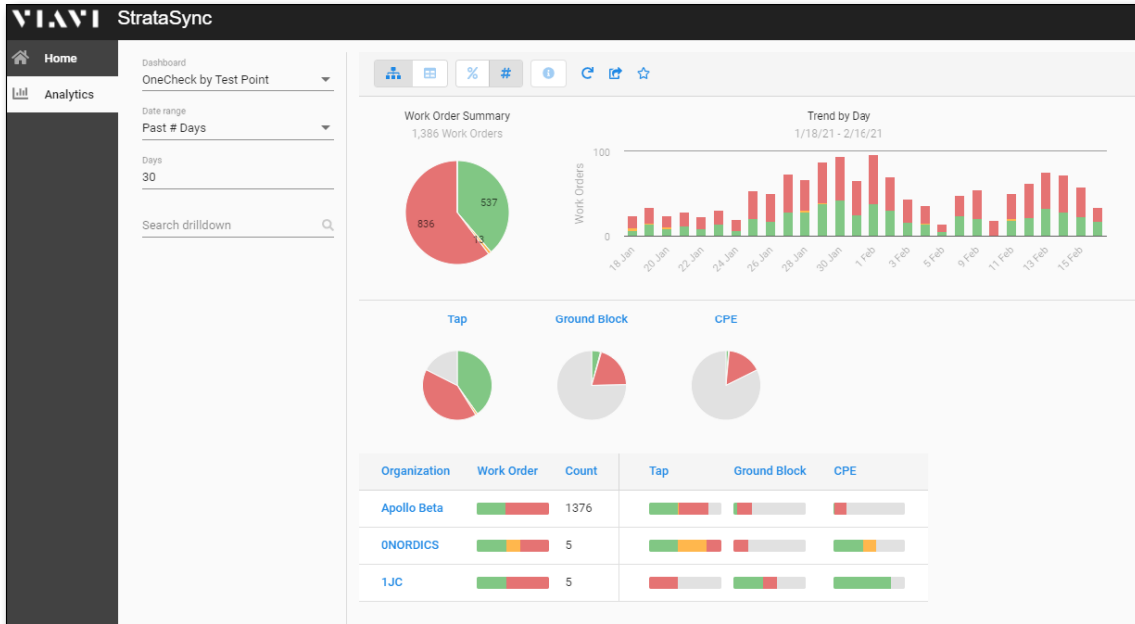 VIAVI StrataSync
Home
Analytics
Dashboard
OneCheck by Test Point
Date range
Past # Days
Days
30
Search drilldown
% #
Work Order Summary
1,386 Work Orders
537
836
13
Trend by Day
1/18/21 - 2/16/21
Work Orders
100
0
18 Jan 20 Jan 22 Jan 24 Jan 26 Jan 28 Jan 30 Jan 1 Feb 3 Feb 5 Feb 9 Feb 11 Feb 13 Feb 15 Feb
Tap Ground Block CPE
Organization Work Order Count Tap Ground Block CPE
Apollo Beta 1376
0NORDICS 5
1JC 5